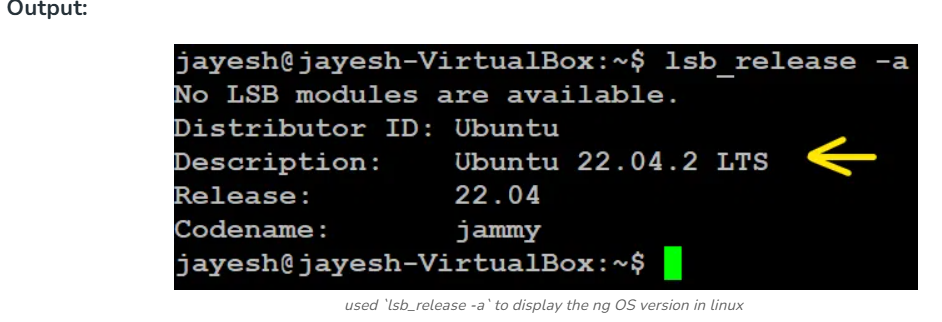 Output:
jayesh@jayesh-VirtualBox:~$ lsb_release -a
No LSB modules are available.
Distributor ID: Ubuntu
Description:    Ubuntu 22.04.2 LTS
Release:        22.04
Codename:       jammy
jayesh@jayesh-VirtualBox:~$
used `lsb_release -a` to display the ng OS version in linux